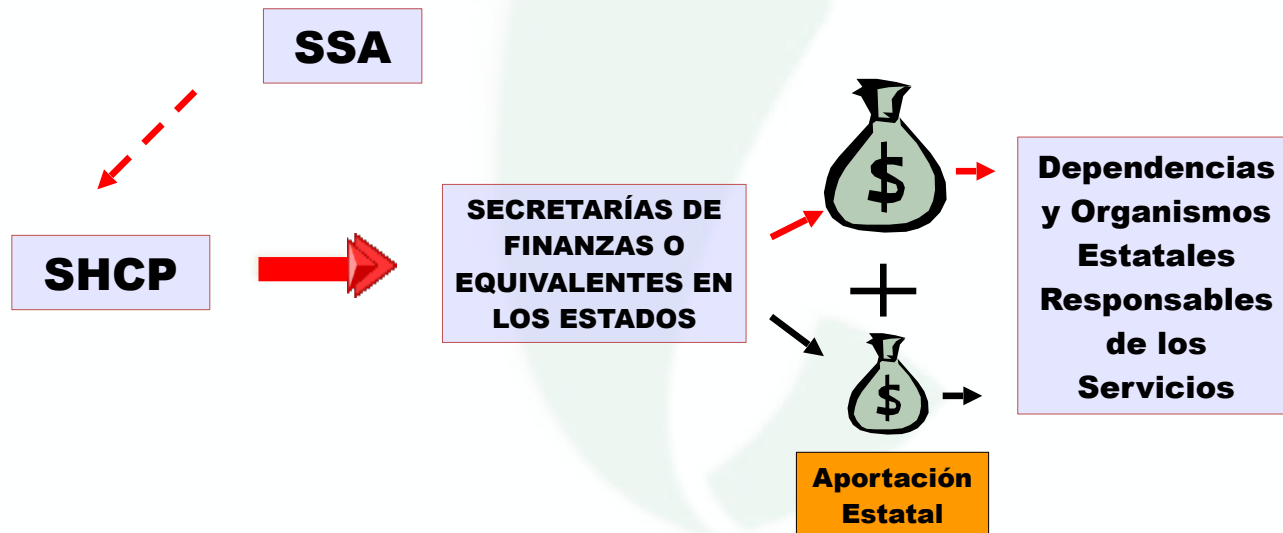 SSA
SHCP
SECRETARÍAS DE
FINANZAS O
EQUIVALENTES EN
LOS ESTADOS
$
+
$
Aportación
Estatal
Dependencias
y Organismos
Estatales
Responsables
de los
Servicios